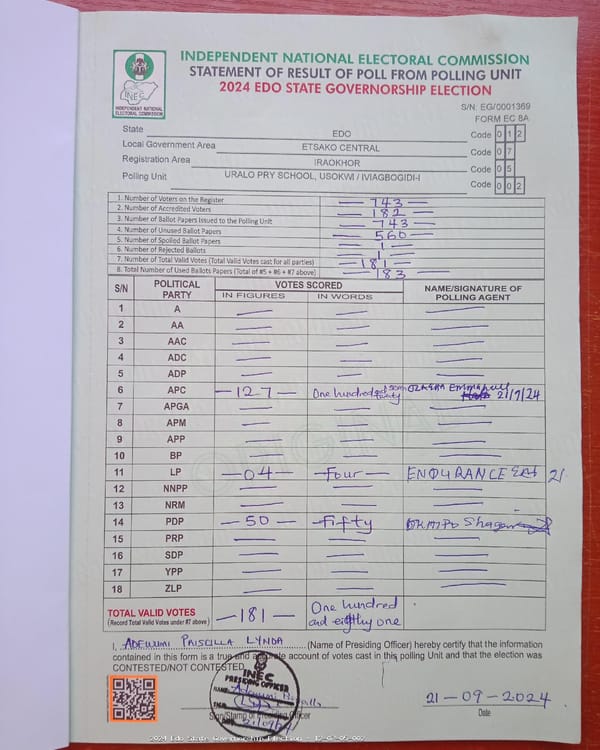 INDEPENDENT NATIONAL ELECTORAL COMMISSION
STATEMENT OF RESULT OF POLL FROM POLLING UNIT
2024 EDO STATE GOVERNORSHIP ELECTION
INEC
INDEPENDENT NATIONAL
ELECTORAL COMMISSION
S/N: EG/0001369
FORM EC 8A
State EDO Code 0 1 2
Local Government Area ETSAKO CENTRAL Code 0 7
Registration Area IRAOKHOR Code 0 5
Polling Unit URALO PRY SCHOOL, USOKWI / IVIAGBOGIDI-I Code 0 0 2
1. Number of Voters on the Register — 743 —
2. Number of Accredited Voters — 182 —
3. Number of Ballot Papers Issued to the Polling Unit — 743 —
4. Number of Unused Ballot Papers — 560 —
5. Number of Spoiled Ballot Papers — 1 —
6. Number of Rejected Ballots — 1 —
7. Number of Total Valid Votes (Total Valid Votes cast for all parties) — 181 —
8. Total Number of Used Ballots Papers (Total of #5 + #6 + #7 above) — 183 —
S/N POLITICAL PARTY VOTES SCORED NAME/SIGNATURE OF POLLING AGENT
IN FIGURES IN WORDS
1 A — — —
2 AA — — —
3 AAC — — —
4 ADC — — —
5 ADP — — —
6 APC — 127 — One hundred and twenty seven 21/9/24
7 APGA — — —
8 APM — — —
9 APP — — —
10 BP — — —
11 LP — 04 — — Four — ENDURANCE 21
12 NNPP — — —
13 NRM — — —
14 PDP — 50 — — Fifty
15 PRP — — —
16 SDP — — —
17 YPP — — —
18 ZLP — — —
TOTAL VALID VOTES — 181 — One hundred and eighty one
(Record Total Valid Votes under #7 above)
I, ADEWUMI PRISCILLA LYNDA (Name of Presiding Officer) hereby certify that the information
contained in this form is a true and accurate account of votes cast in this polling Unit and that the election was
CONTESTED/NOT CONTESTED.
INEC
PRESIDING OFFICER
NAME:
Sign/Stamp of Presiding Officer
21-09-2024
Date
2024 Edo State Governorship Election - 12-07-05-002